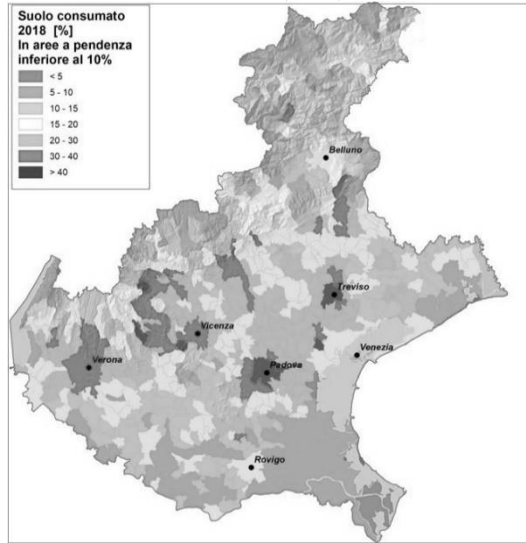 Suolo consumato
2018 [%]
In aree a pendenza
inferiore al 10%
< 5
5 - 10
10 - 15
15 - 20
20 - 30
30 - 40
> 40
Belluno
Treviso
Vicenza
Venezia
Verona
Padova
Rovigo